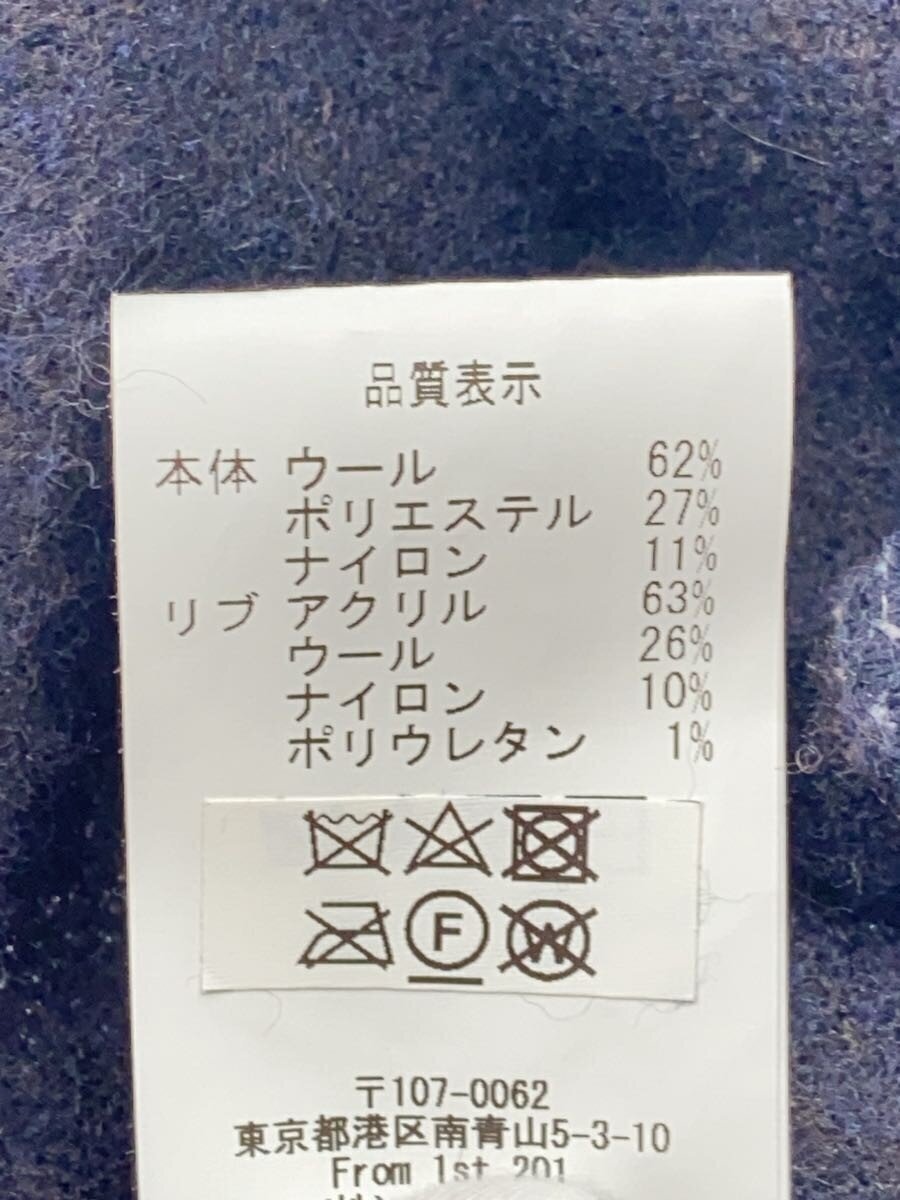 品質表示
本体 ウール 62%
ポリエステル 27%
ナイロン 11%
リブ アクリル 63%
ウール 26%
ナイロン 10%
ポリウレタン 1%
F W
〒107-0062
東京都港区南青山5-3-10
From 1st 201